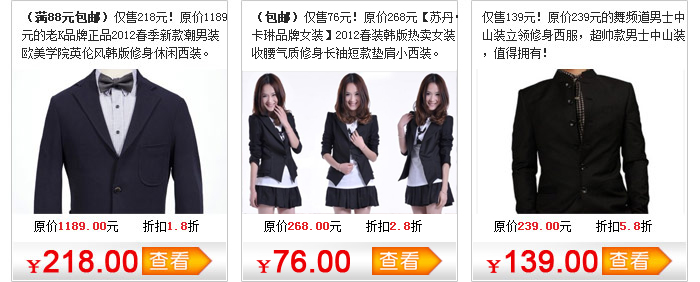 （满88元包邮）仅售218元！原价1189
元的老K品牌正品2012春季新款潮男装
欧美学院英伦风韩版修身休闲西装。
原价1189.00元 折扣1.8折
￥218.00 查看
（包邮）仅售76元！原价268元【苏丹·
卡琳品牌女装】2012春装韩版热卖女装
收腰气质修身长袖短款垫肩小西装。
原价268.00元 折扣2.8折
￥76.00 查看
仅售139元！原价239元的舞频道男士中
山装立领修身西服，超帅款男士中山装
，值得拥有！
原价239.00元 折扣5.8折
￥139.00 查看